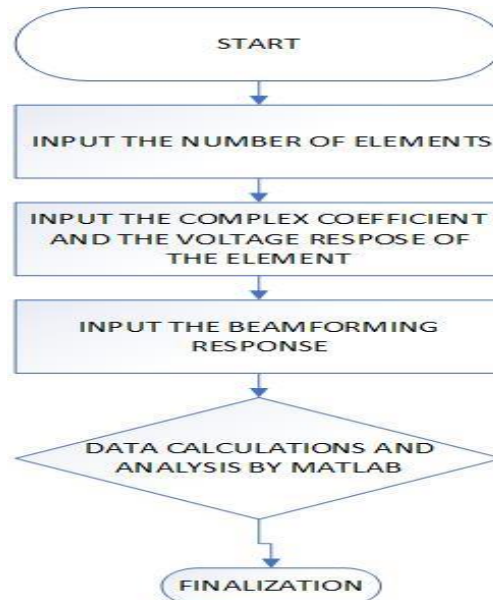 START
INPUT THE NUMBER OF ELEMENTS
INPUT THE COMPLEX COEFFICIENT
AND THE VOLTAGE RESPOSE OF
THE ELEMENT
INPUT THE BEAMFORMING
RESPONSE
DATA CALCULATIONS AND
ANALYSIS BY MATLAB
FINALIZATION